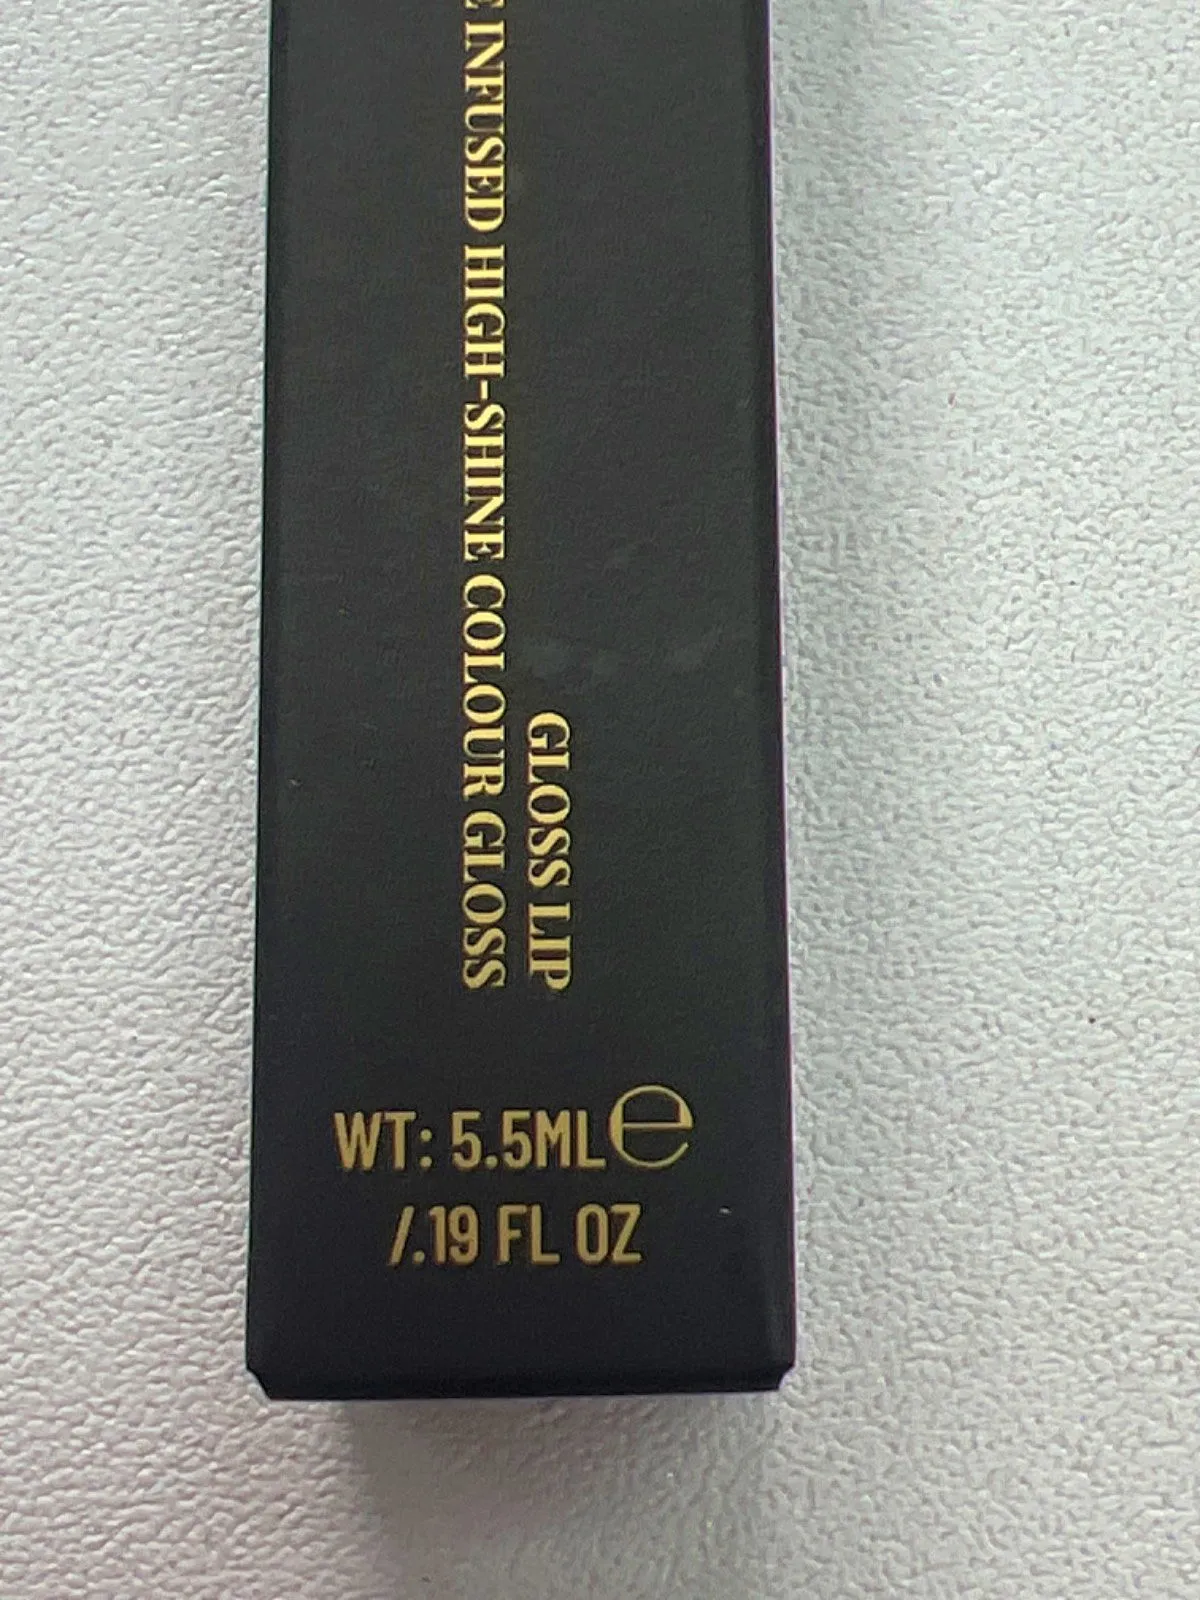 INFUSED HIGH-SHINE COLOUR GLOSS
GLOSS LIP
WT: 5.5ML e
/.19 FL OZ